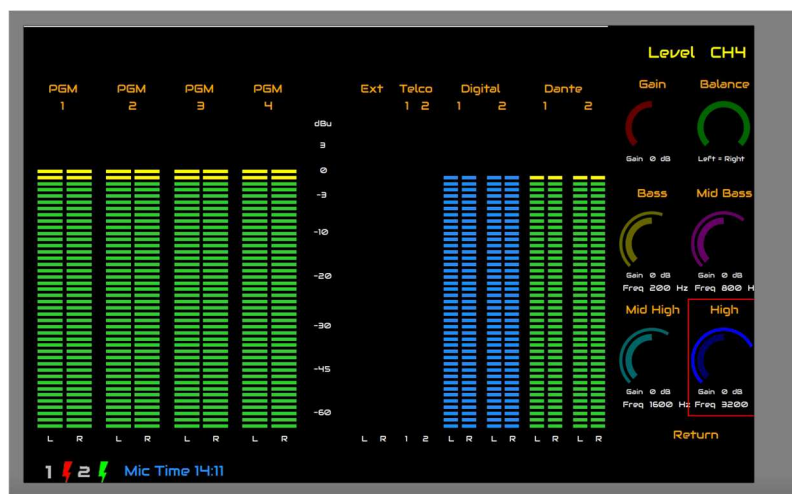 Level CH4
PGM PGM PGM PGM Ext Telco Digital Dante Gain Balance
1 2 3 4 1 2 1 2 1 2
dBu
3
0
-3
-10
-20
-30
-45
-60
Gain 0 dB Left = Right
Bass Mid Bass
Gain 0 dB Gain 0 dB
Freq 200 Hz Freq 800 H
Mid High High
Gain 0 dB Gain 0 dB
Freq 1600 Hz Freq 3200
L R L R L R L R L R 1 2 L R L R L R L R
Return
1 2 Mic Time 14:11